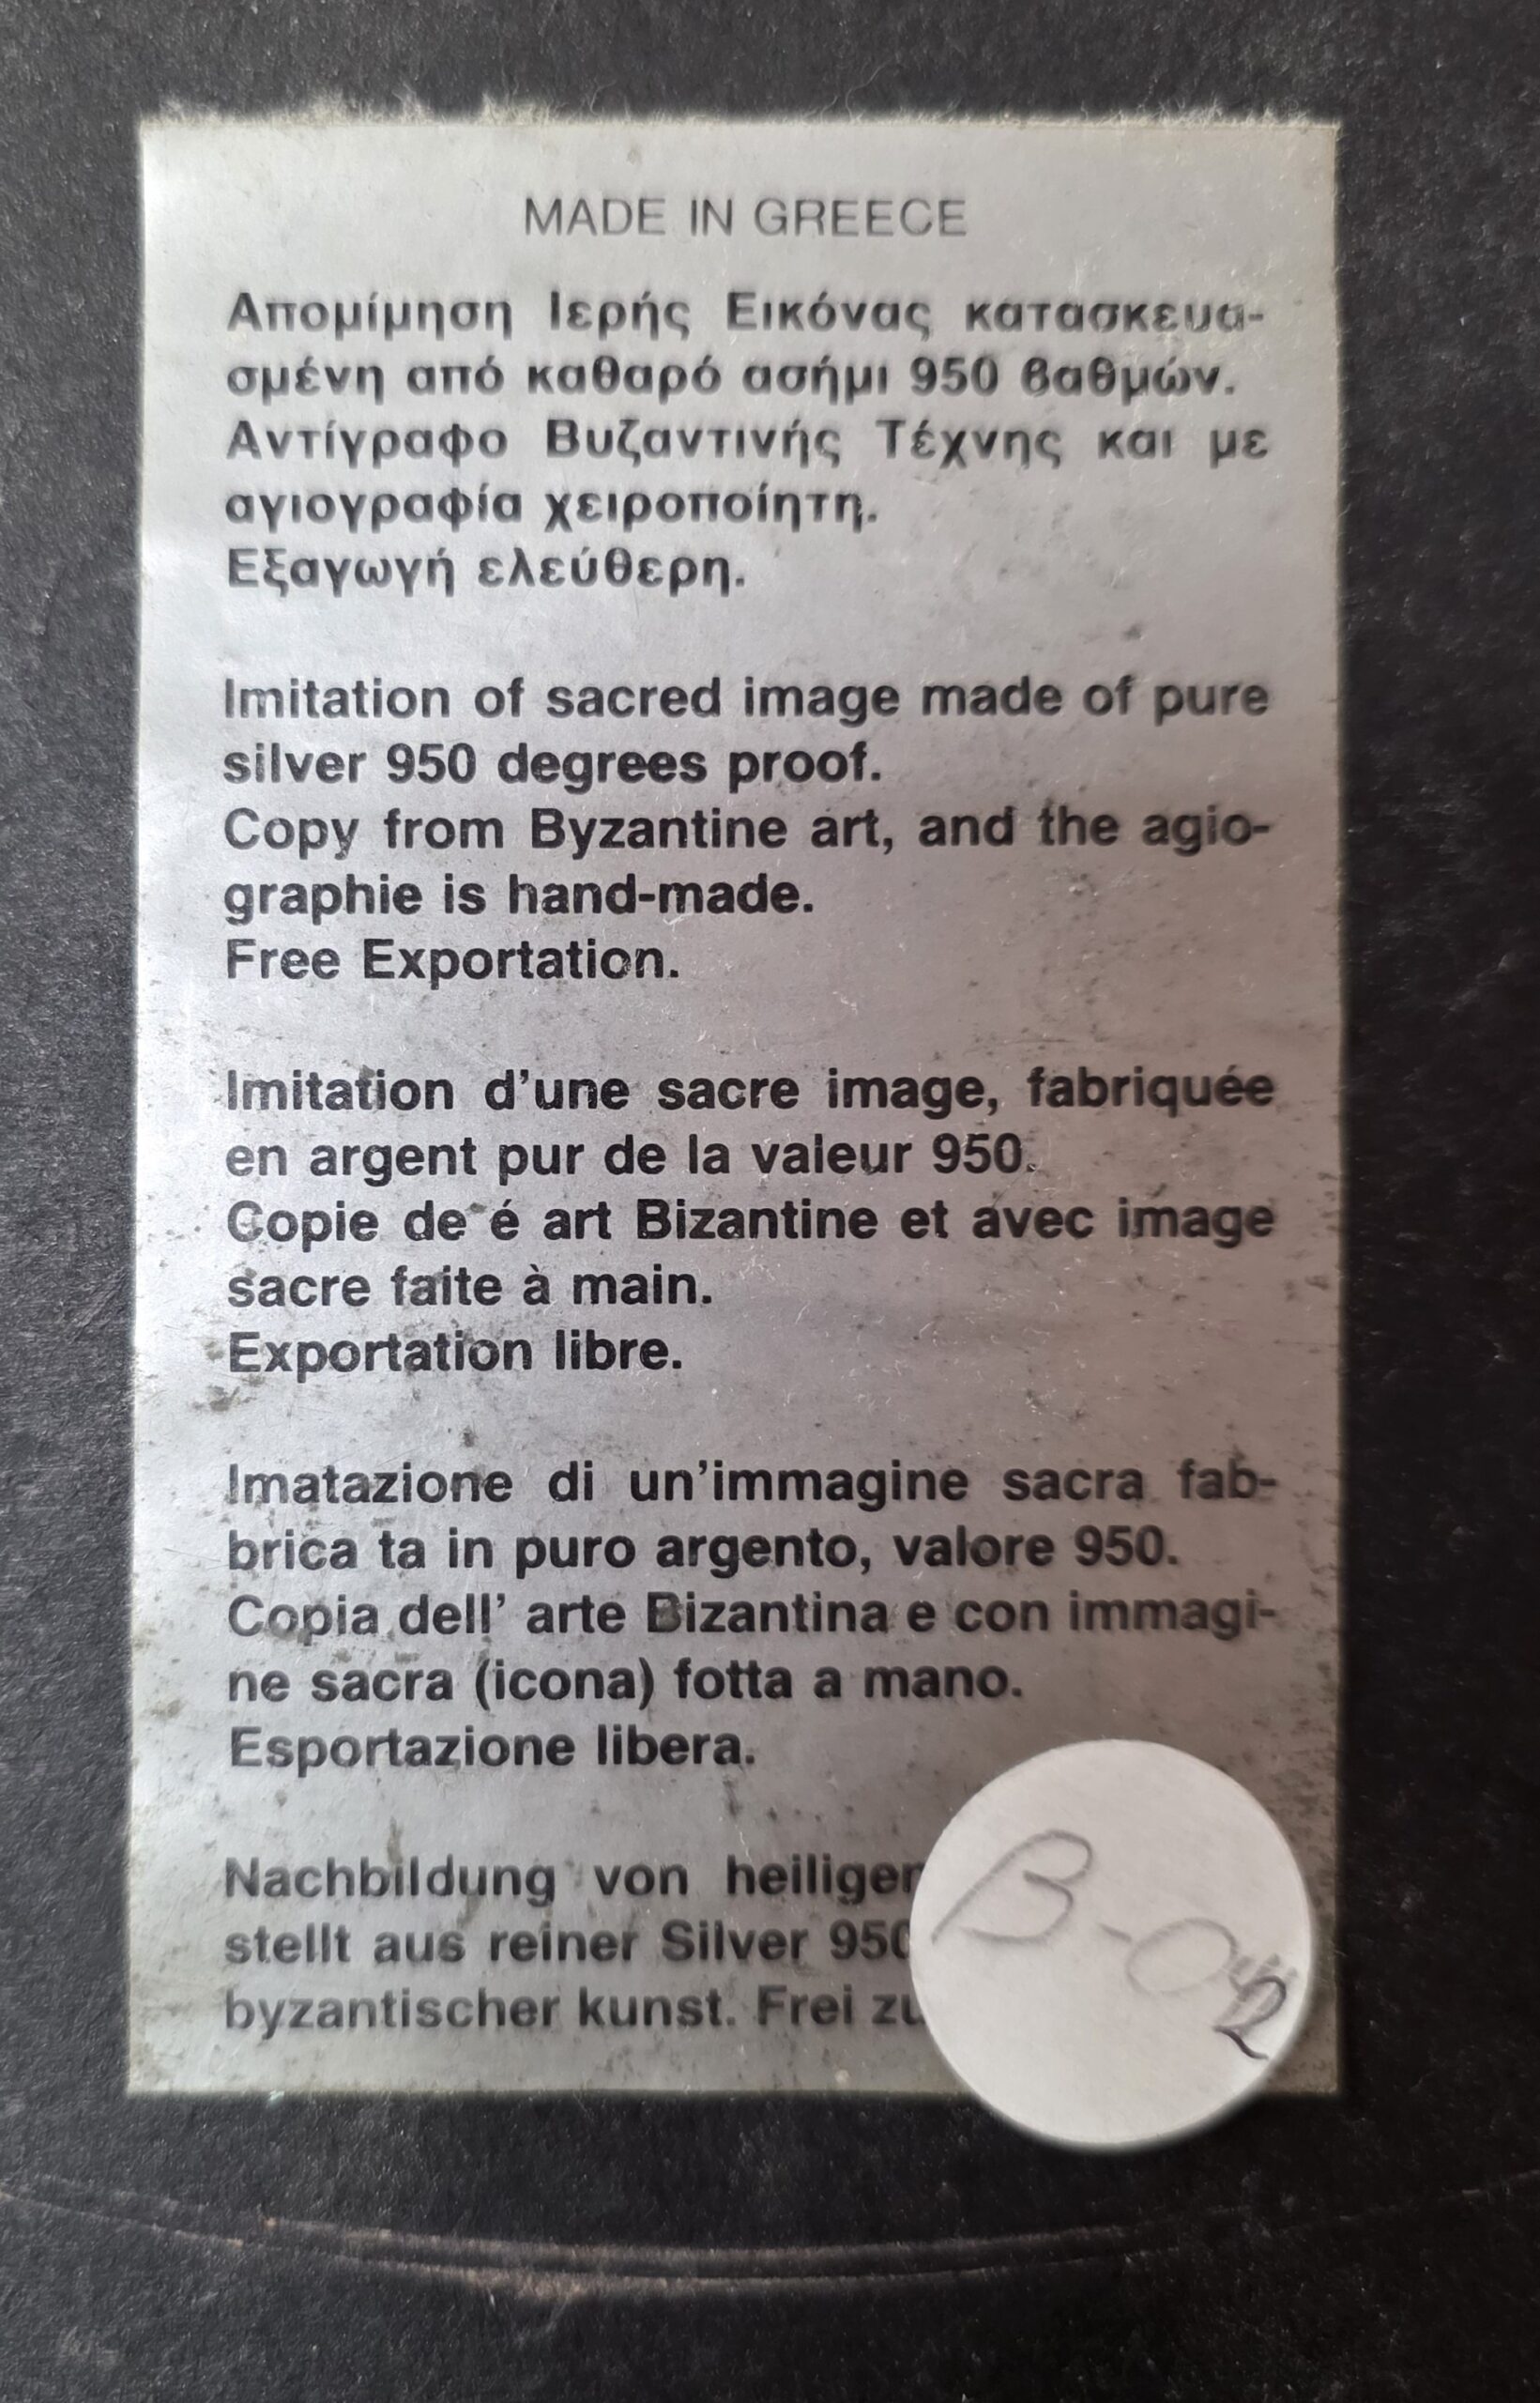 MADE IN GREECE
Απομίμηση Ιερής Εικόνας κατασκευα-
σμένη από καθαρό ασήμι 950 βαθμών.
Αντίγραφο Βυζαντινής Τέχνης και με
αγιογραφία χειροποίητη.
Εξαγωγή ελεύθερη.
Imitation of sacred image made of pure
silver 950 degrees proof.
Copy from Byzantine art, and the agio-
graphie is hand-made.
Free Exportation.
Imitation d'une sacre image, fabriquée
en argent pur de la valeur 950.
Copie de é art Bizantine et avec image
sacre faite à main.
Exportation libre.
Imatazione di un'immagine sacra fab-
brica ta in puro argento, valore 950.
Copia dell' arte Bizantina e con immagi-
ne sacra (icona) fotta a mano.
Esportazione libera.
Nachbildung von
stellt aus reiner Silver 950
byzantischer kunst. Frei